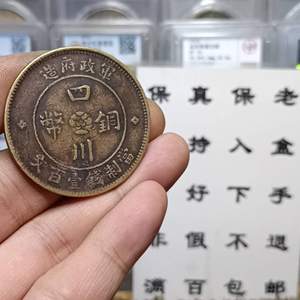 軍政府造
四川
銅幣
當制錢壹百文
保真保老
持入盒
好下手
假不退
滿百包邮